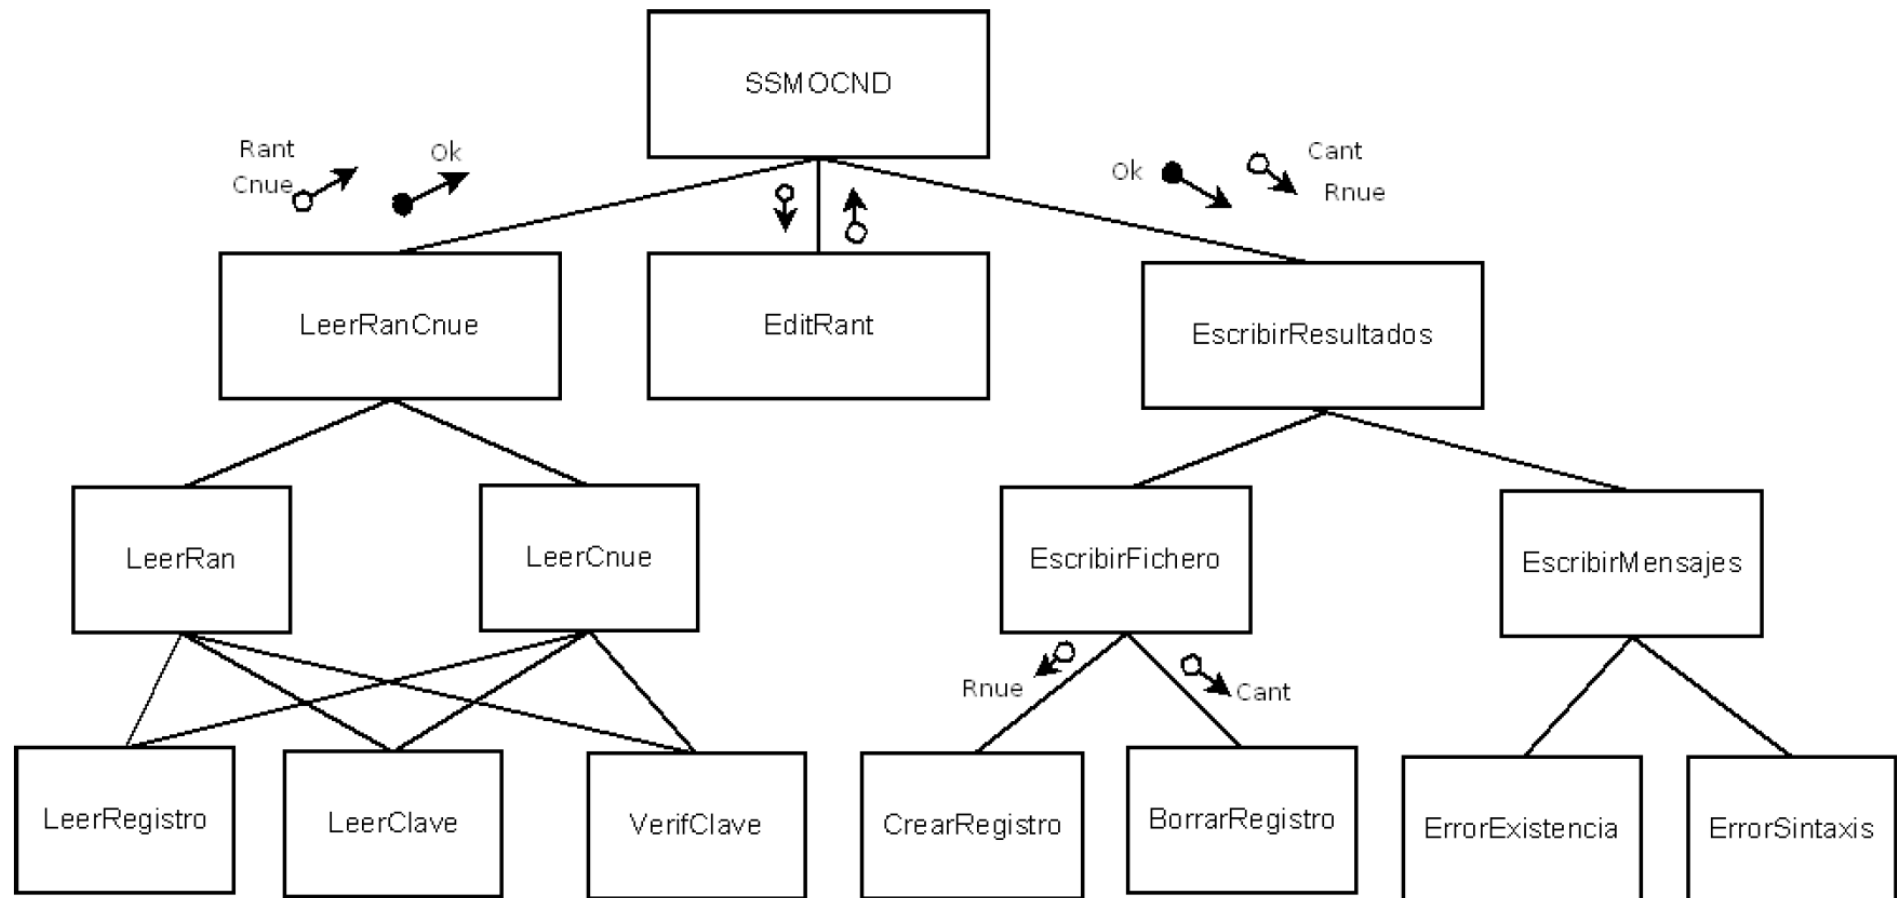 SSMOCND
Rant
Cnue
Ok
Ok
Cant
Rnue
LeerRanCnue
EditRant
EscribirResultados
LeerRan
LeerCnue
EscribirFichero
EscribirMensajes
Rnue
Cant
LeerRegistro
LeerClave
VerifClave
CrearRegistro
BorrarRegistro
ErrorExistencia
ErrorSintaxis